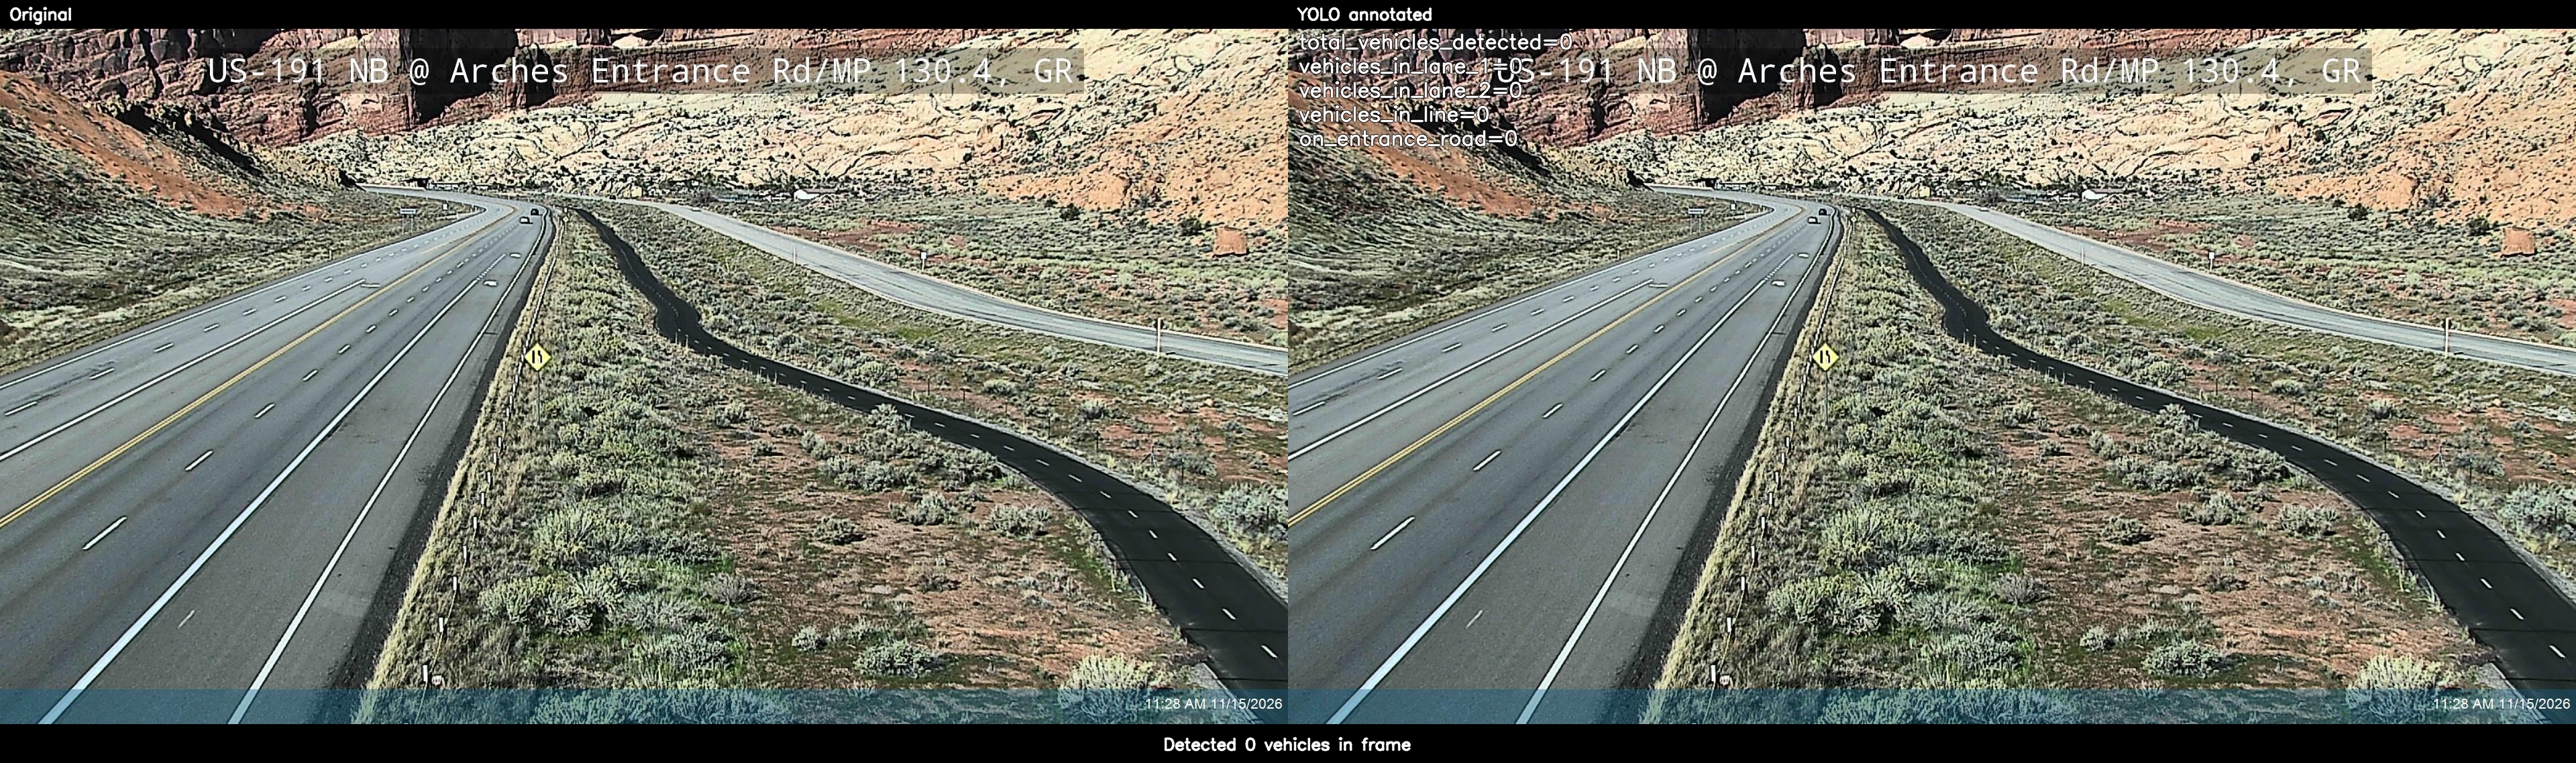 Original
US-191 NB @ Arches Entrance Rd/MP 130.4, GR
11:28 AM 11/15/2026
YOLO annotated
total_vehicles_detected=0
vehicles_in_lane_1=0
US-191 NB @ Arches Entrance Rd/MP 130.4, GR
vehicles_in_lane_2=0
vehicles_in_line=0
on_entrance_road=0
11:28 AM 11/15/2026
Detected 0 vehicles in frame